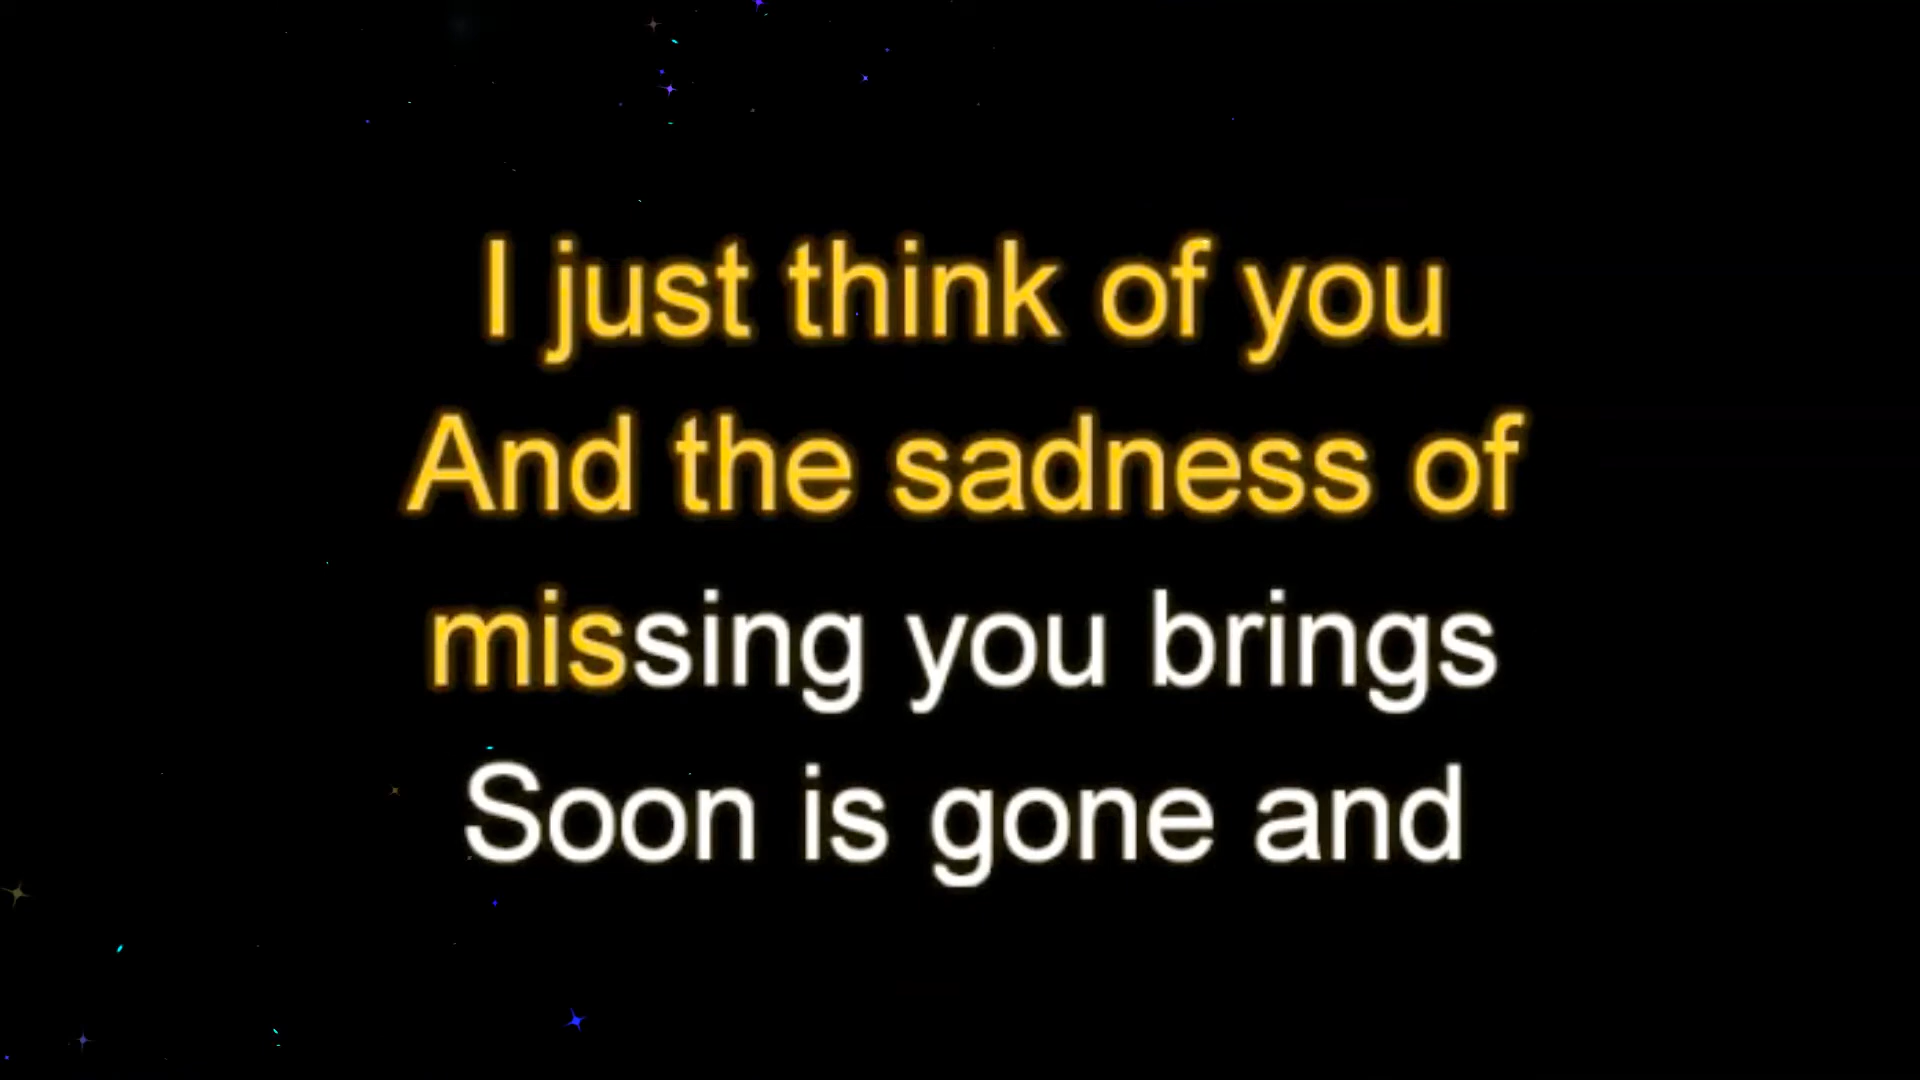 I just think of you
And the sadness of
missing you brings
Soon is gone and